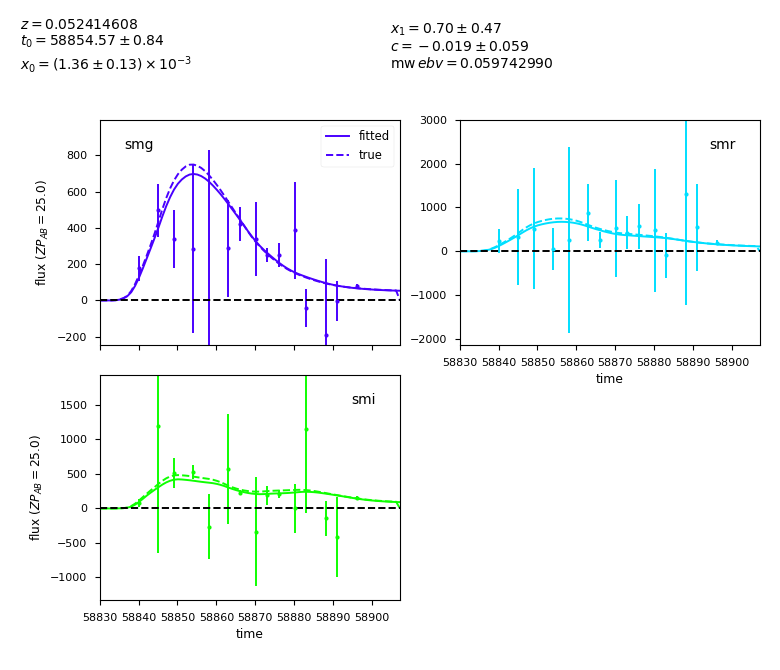 z = 0.052414608
t₀ = 58854.57 ± 0.84
x₀ = (1.36 ± 0.13) × 10⁻³
x₁ = 0.70 ± 0.47
c = −0.019 ± 0.059
mw ebv = 0.059742990
smg
fitted
true
flux (ZP_AB = 25.0)
800
600
400
200
0
−200
smr
3000
2000
1000
0
−1000
−2000
58830 58840 58850 58860 58870 58880 58890 58900
time
smi
flux (ZP_AB = 25.0)
1500
1000
500
0
−500
−1000
58830 58840 58850 58860 58870 58880 58890 58900
time